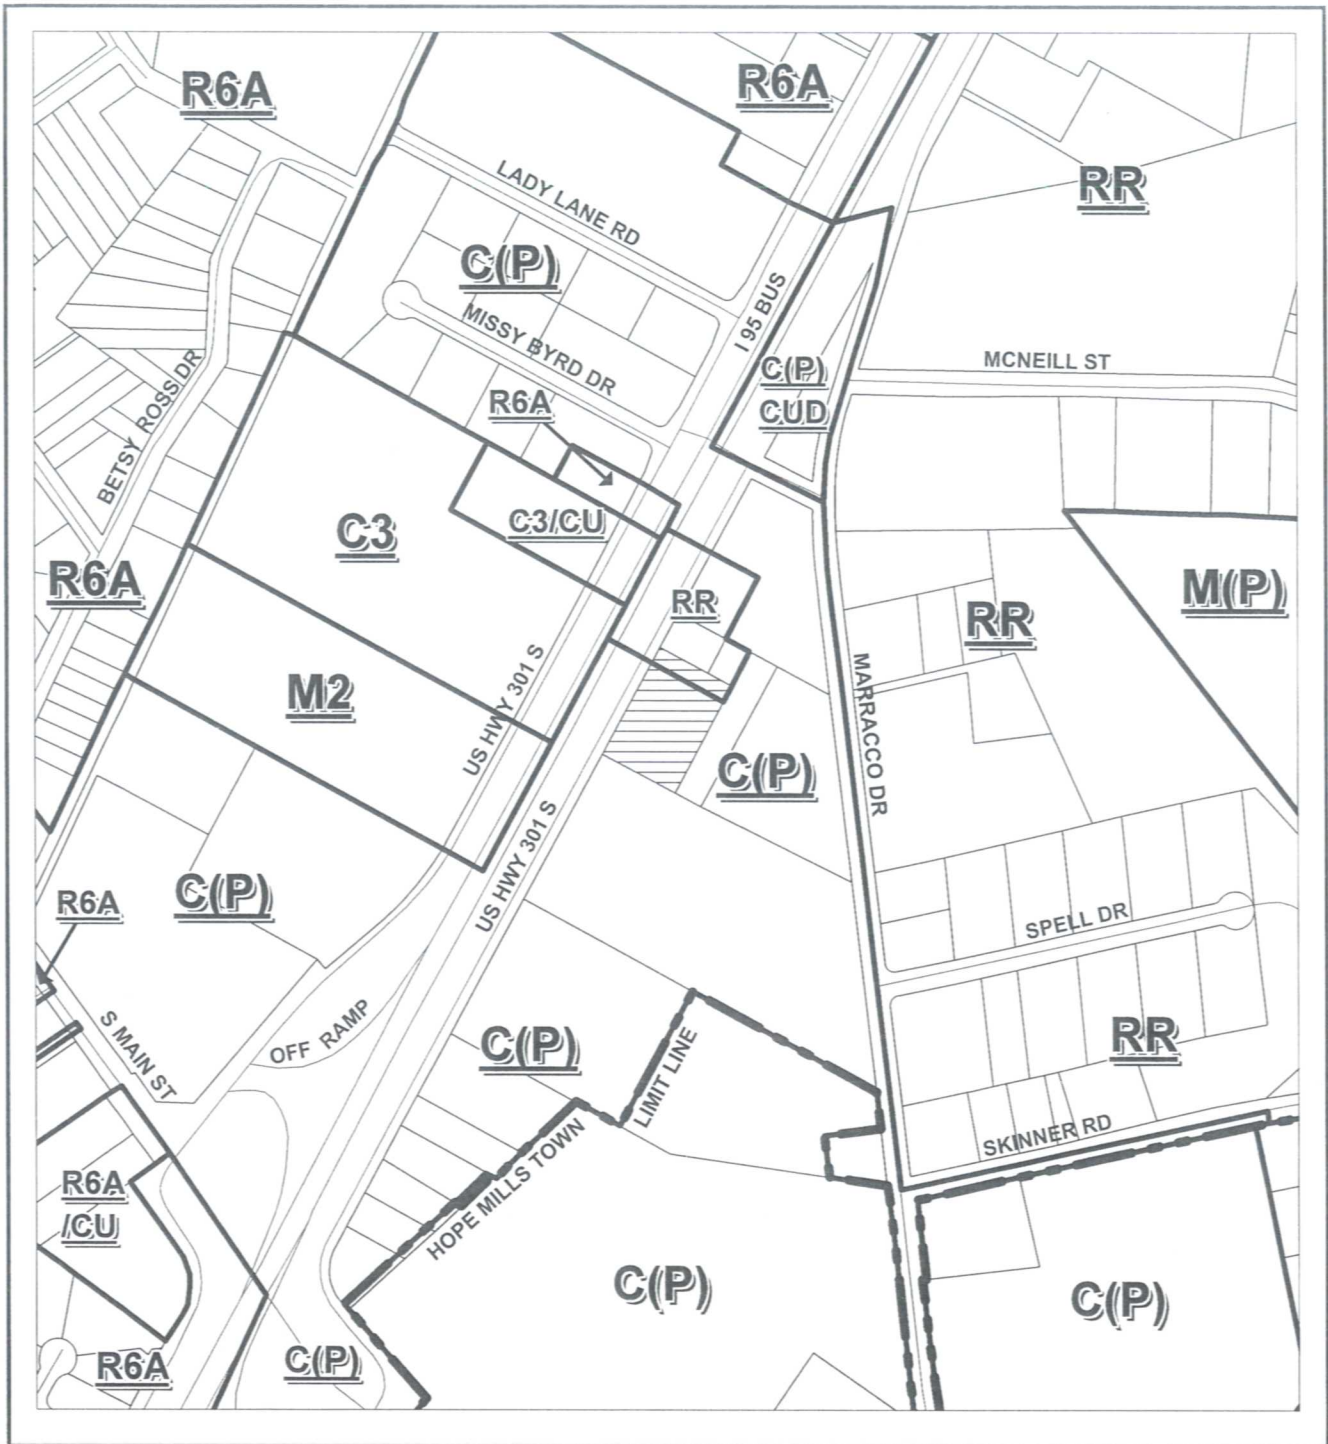 R6A
R6A
LADY LANE RD
RR
C(P)
MISSY BYRD DR
I 95 BUS
MCNEILL ST
C(P)
CUD
R6A
BETSY ROSS DR
C3
C3/CU
R6A
RR
M(P)
RR
M2
US HWY 301 S
MARRACCO DR
C(P)
US HWY 301 S
C(P)
R6A
SPELL DR
S MAIN ST
OFF RAMP
C(P)
LIMIT LINE
RR
SKINNER RD
HOPE MILLS TOWN
R6A
/CU
C(P)
C(P)
R6A
C(P)